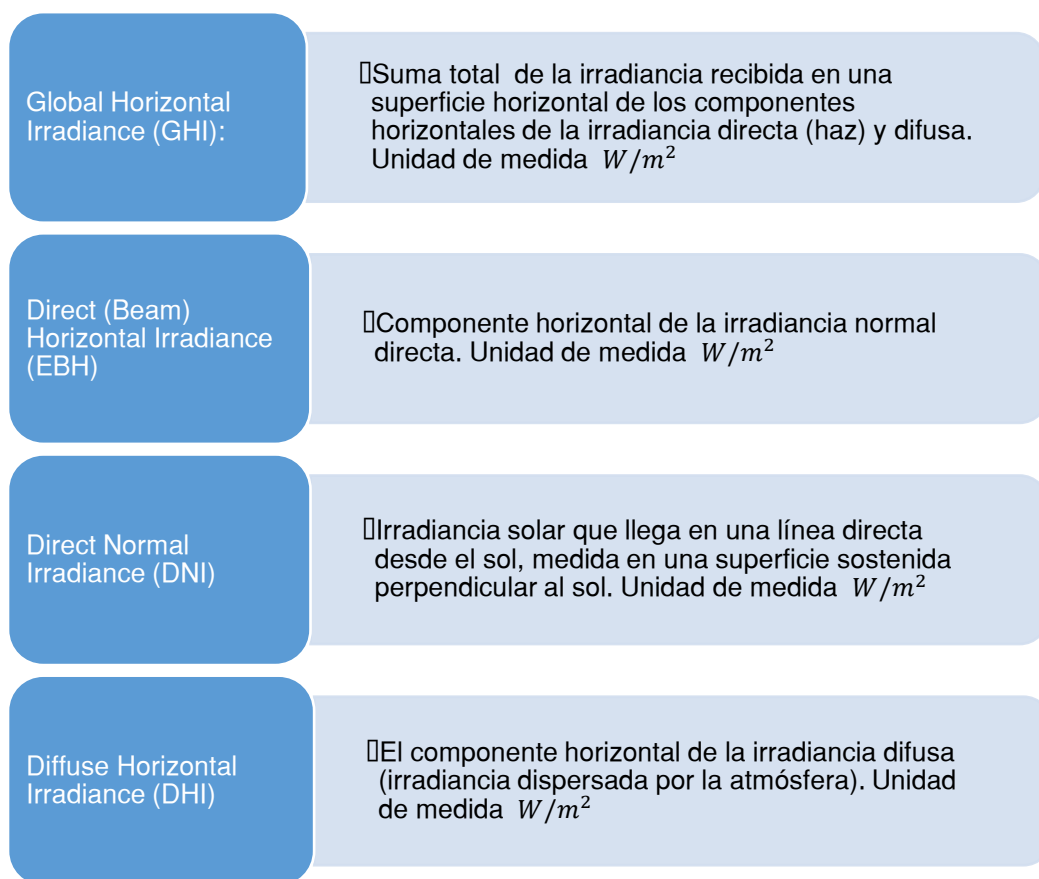 Global Horizontal
Irradiance (GHI):
Suma total de la irradiancia recibida en una
superficie horizontal de los componentes
horizontales de la irradiancia directa (haz) y difusa.
Unidad de medida W/m²
Direct (Beam)
Horizontal Irradiance
(EBH)
Componente horizontal de la irradiancia normal
directa. Unidad de medida W/m²
Direct Normal
Irradiance (DNI)
Irradiancia solar que llega en una línea directa
desde el sol, medida en una superficie sostenida
perpendicular al sol. Unidad de medida W/m²
Diffuse Horizontal
Irradiance (DHI)
El componente horizontal de la irradiancia difusa
(irradiancia dispersada por la atmósfera). Unidad
de medida W/m²